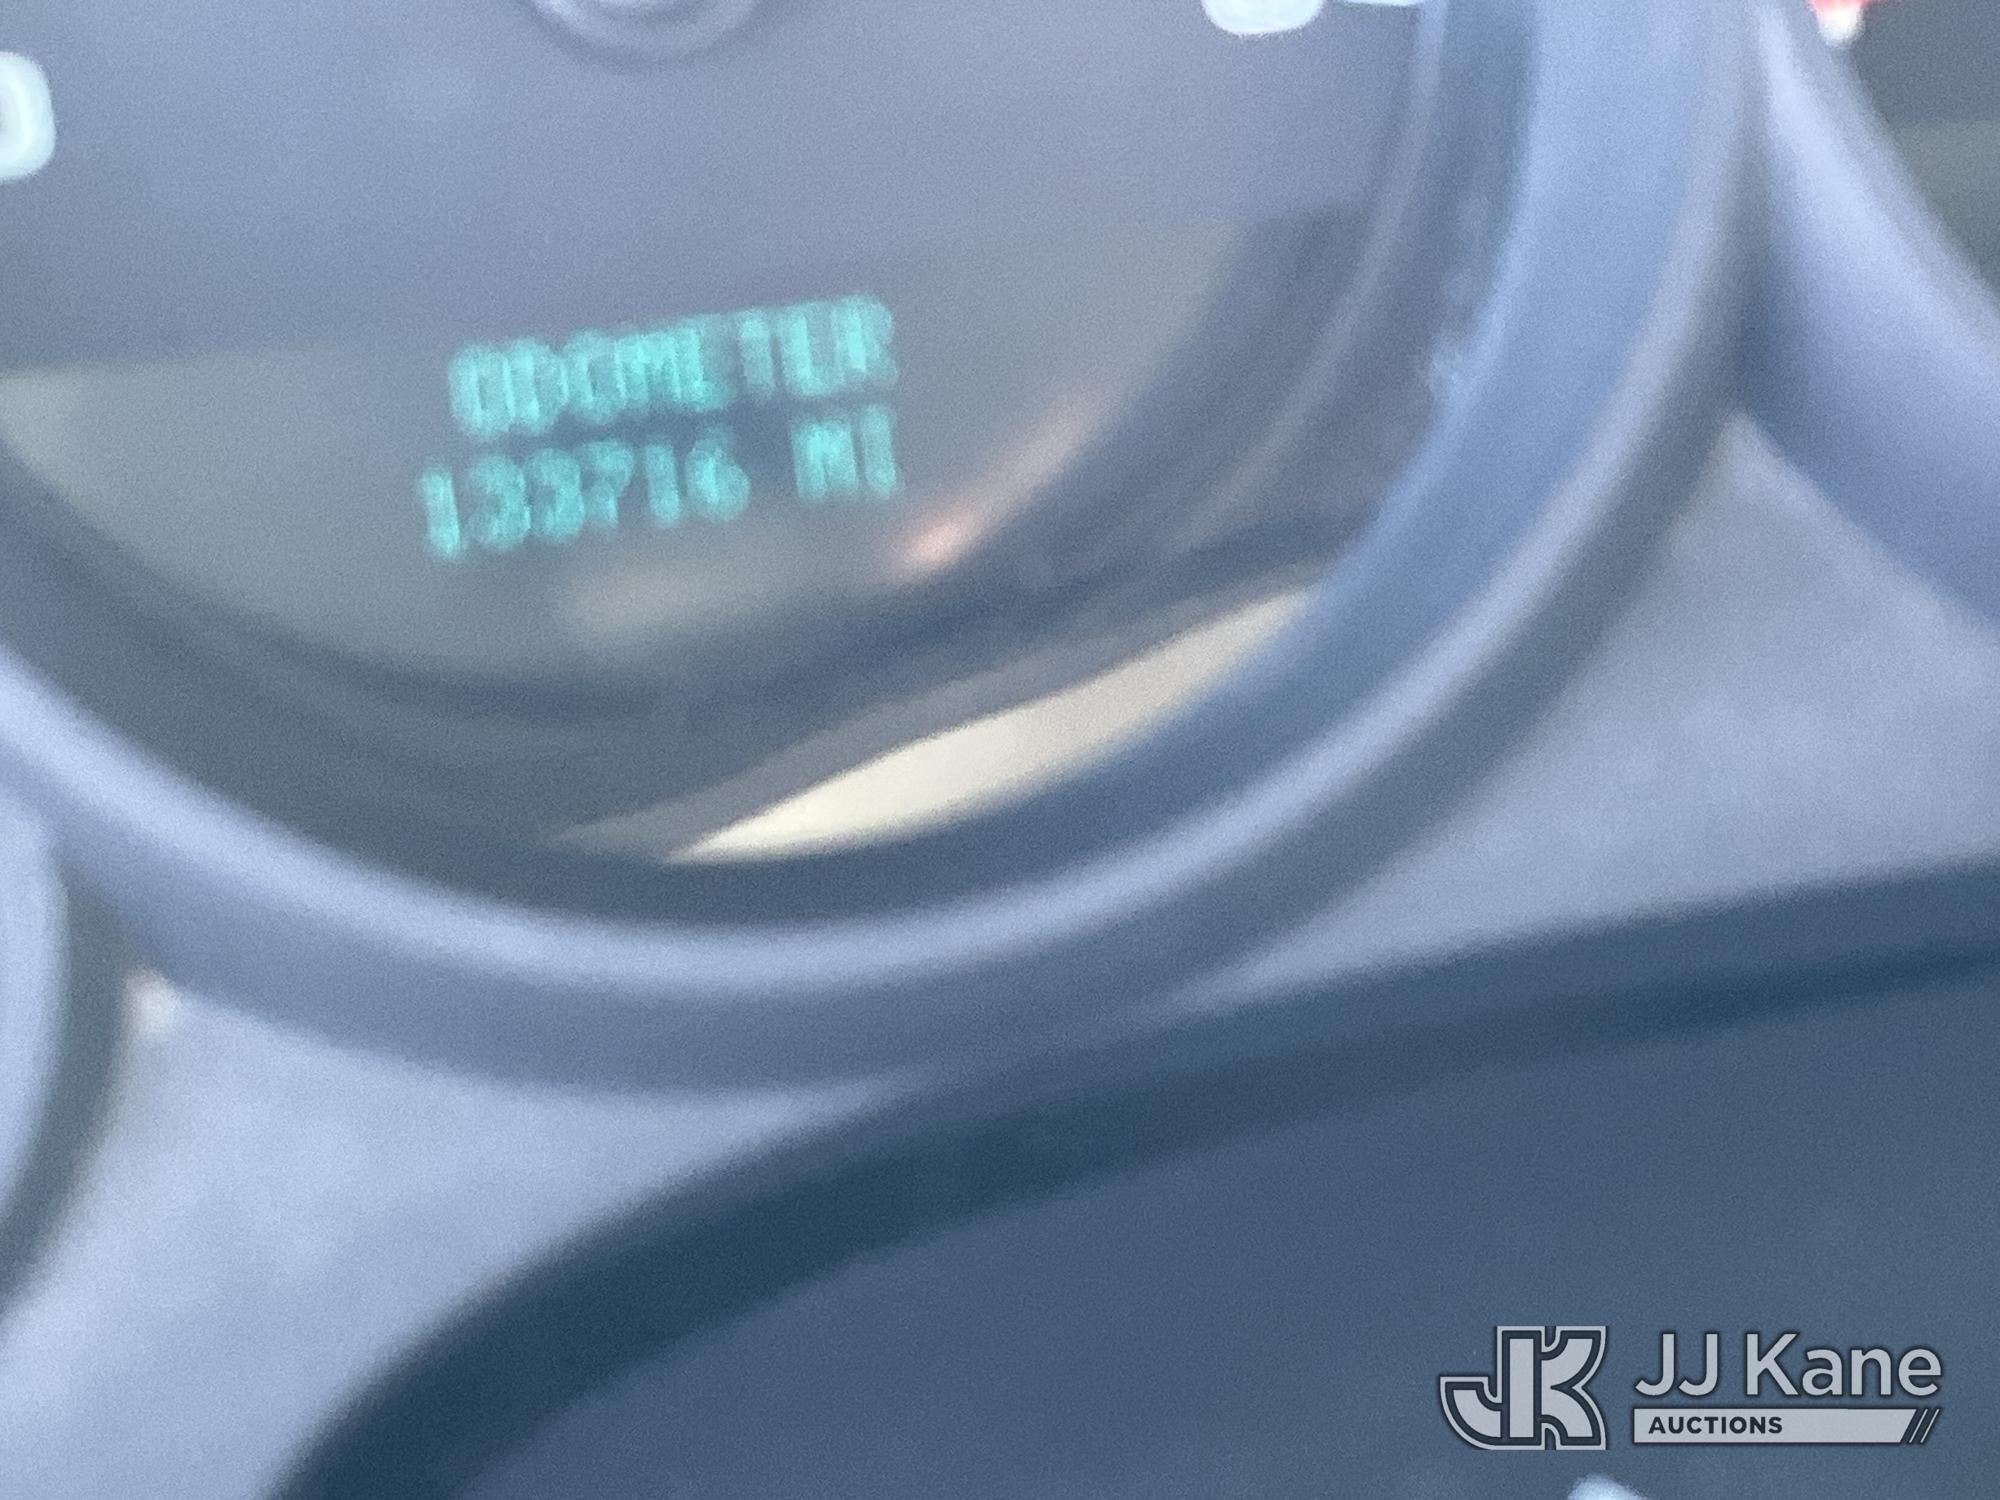 ODOMETER
133716 MI
JJ Kane
AUCTIONS